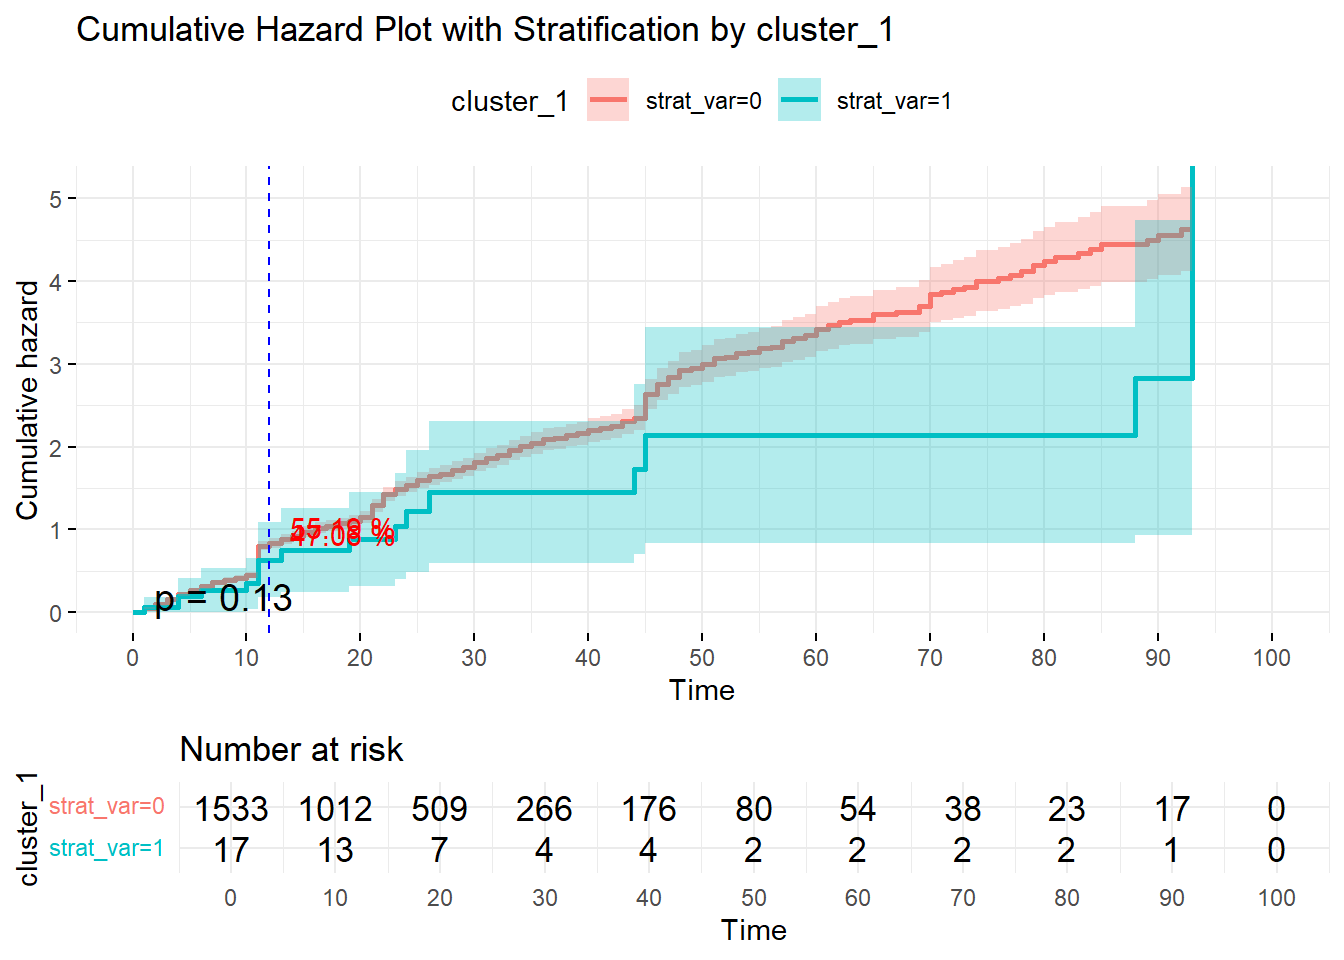 Cumulative Hazard Plot with Stratification by cluster_1
cluster_1 strat_var=0 strat_var=1
Cumulative hazard
5
4
3
2
1
0
47.08 %
p = 0.13
0 10 20 30 40 50 60 70 80 90 100
Time
Number at risk
cluster_1
strat_var=0 1533 1012 509 266 176 80 54 38 23 17 0
strat_var=1 17 13 7 4 4 2 2 2 2 1 0
0 10 20 30 40 50 60 70 80 90 100
Time